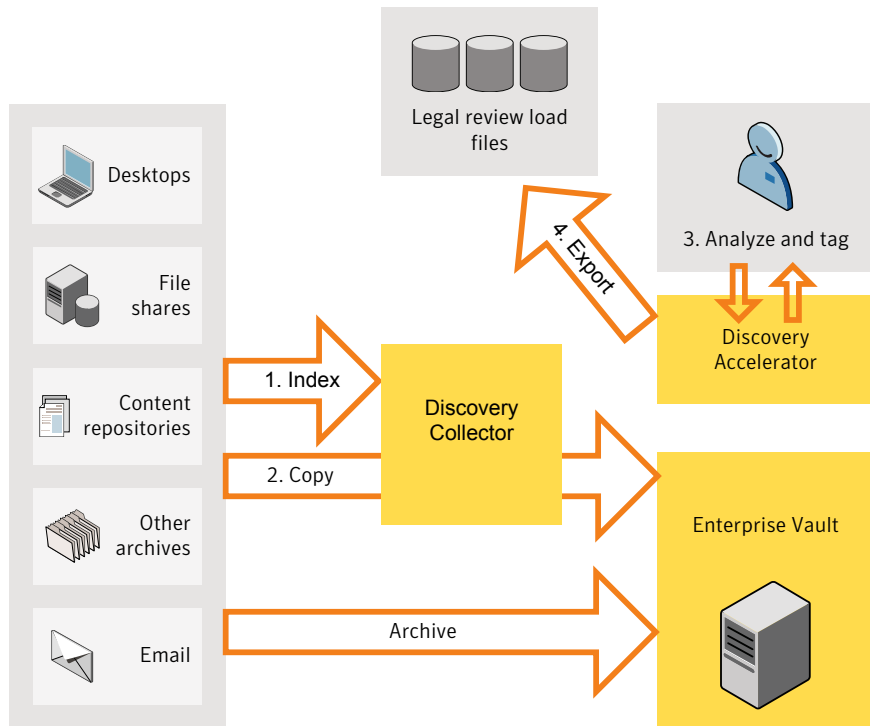 Legal review load
files
Desktops
File
shares
Content
repositories
Other
archives
Email
1. Index
2. Copy
Archive
Discovery
Collector
4. Export
3. Analyze and tag
Discovery
Accelerator
Enterprise Vault